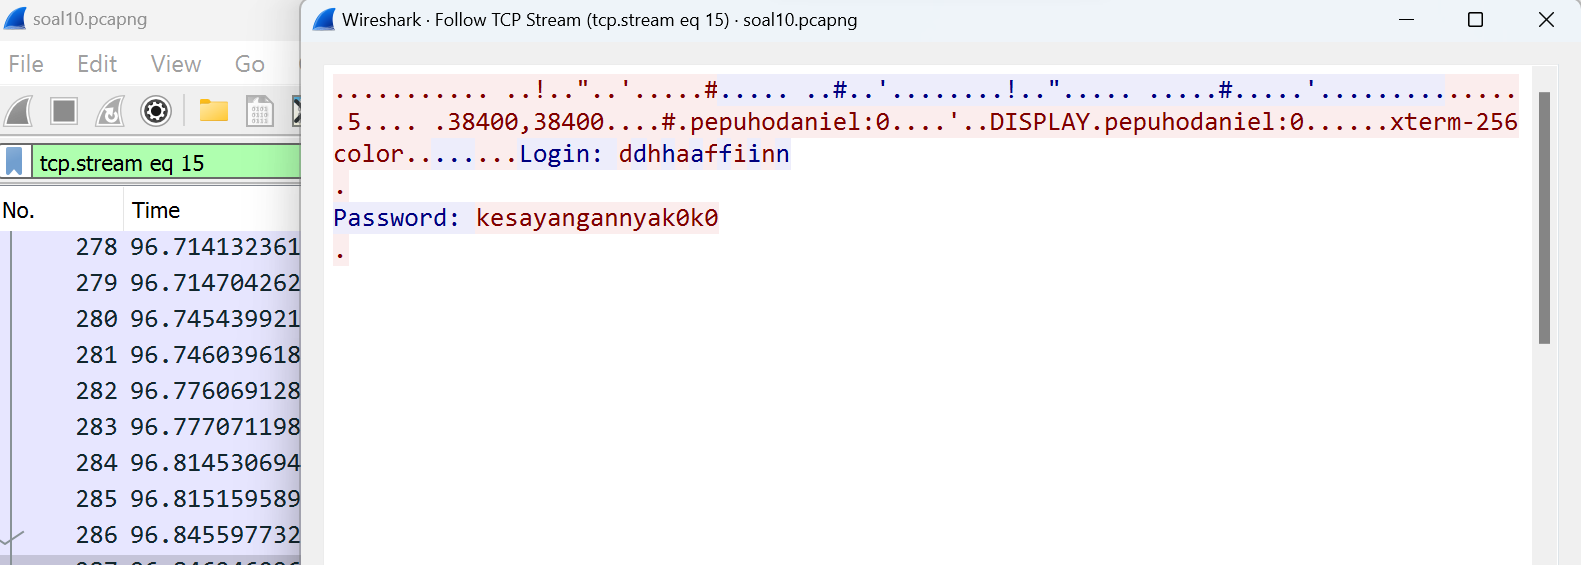 soal10.pcapng
File Edit View Go
tcp.stream eq 15
No. Time
278 96.714132361
279 96.714704262
280 96.745439921
281 96.746039618
282 96.776069128
283 96.777071198
284 96.814530694
285 96.815159589
286 96.845597732
Wireshark · Follow TCP Stream (tcp.stream eq 15) · soal10.pcapng
........... ..!.."..'.....#..... ..#..'........!.."..... .....#.....'..............
.5.... .38400,38400....#.pepuhodaniel:0....'..DISPLAY.pepuhodaniel:0......xterm-256
color........Login: ddhhaaffiinn
.
Password: kesayangannyak0k0
.